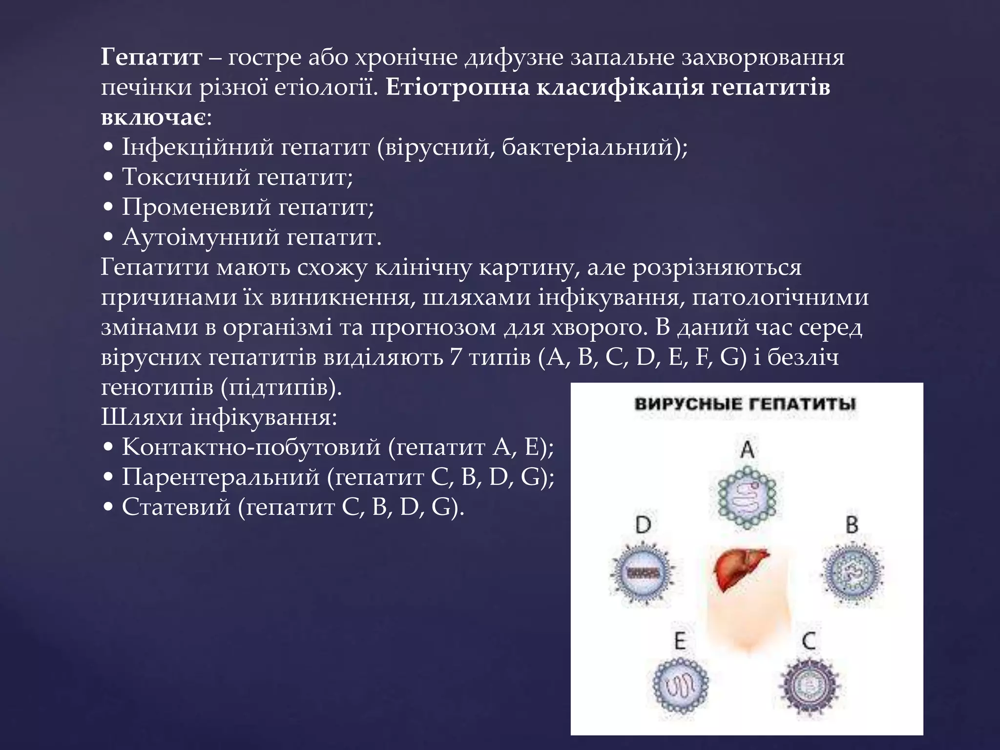 Гепатит – гостре або хронічне дифузне запальне захворювання
печінки різної етіології. Етіотропна класифікація гепатитів
включає:
• Інфекційний гепатит (вірусний, бактеріальний);
• Токсичний гепатит;
• Променевий гепатит;
• Аутоімунний гепатит.
Гепатити мають схожу клінічну картину, але розрізняються
причинами їх виникнення, шляхами інфікування, патологічними
змінами в організмі та прогнозом для хворого. В даний час серед
вірусних гепатитів виділяють 7 типів (A, B, C, D, E, F, G) і безліч
генотипів (підтипів).
Шляхи інфікування:
• Контактно-побутовий (гепатит А, Е);
• Парентеральний (гепатит C, B, D, G);
• Статевий (гепатит C, B, D, G).
ВИРУСНЫЕ ГЕПАТИТЫ
A
D
B
E
C